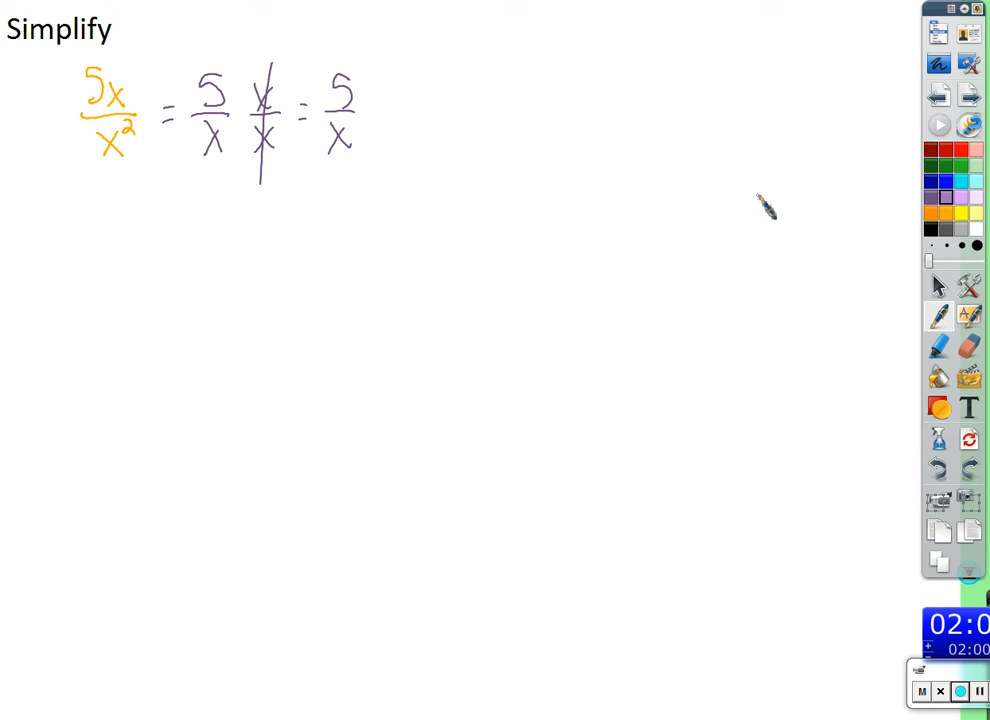 Simplify
5x/x² = 5/x x/x = 5/x
02:0
02:00
M